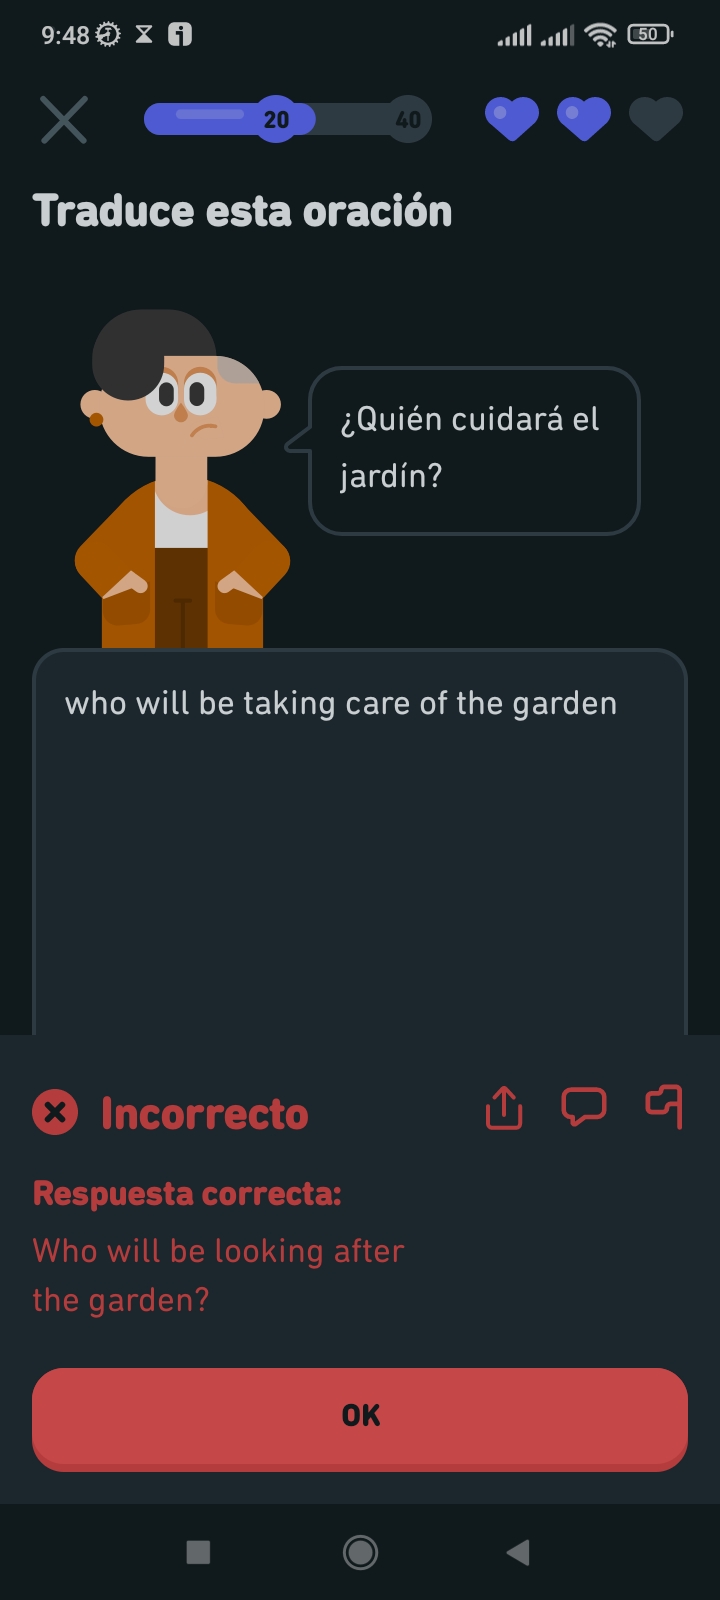 9:48
50
20
40
Traduce esta oración
¿Quién cuidará el
jardín?
who will be taking care of the garden
Incorrecto
Respuesta correcta:
Who will be looking after
the garden?
OK